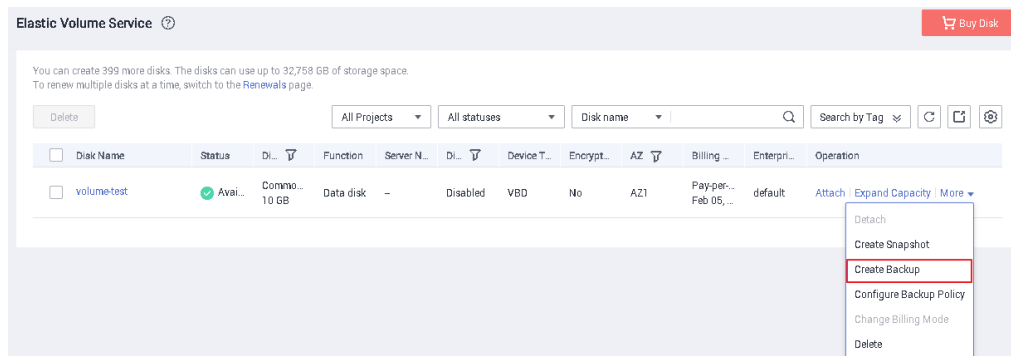 Elastic Volume Service
Buy Disk
You can create 399 more disks. The disks can use up to 32,758 GB of storage space.
To renew multiple disks at a time, switch to the Renewals page.
Delete
All Projects
All statuses
Disk name
Search by Tag
Disk Name Status Di... Function Server N... Di... Device T... Encrypt... AZ Billing ... Enterpri... Operation
volume-test Avai... Commo... 10 GB Data disk – Disabled VBD No AZ1 Pay-per-... Feb 05, ... default Attach Expand Capacity More
Detach
Create Snapshot
Create Backup
Configure Backup Policy
Change Billing Mode
Delete